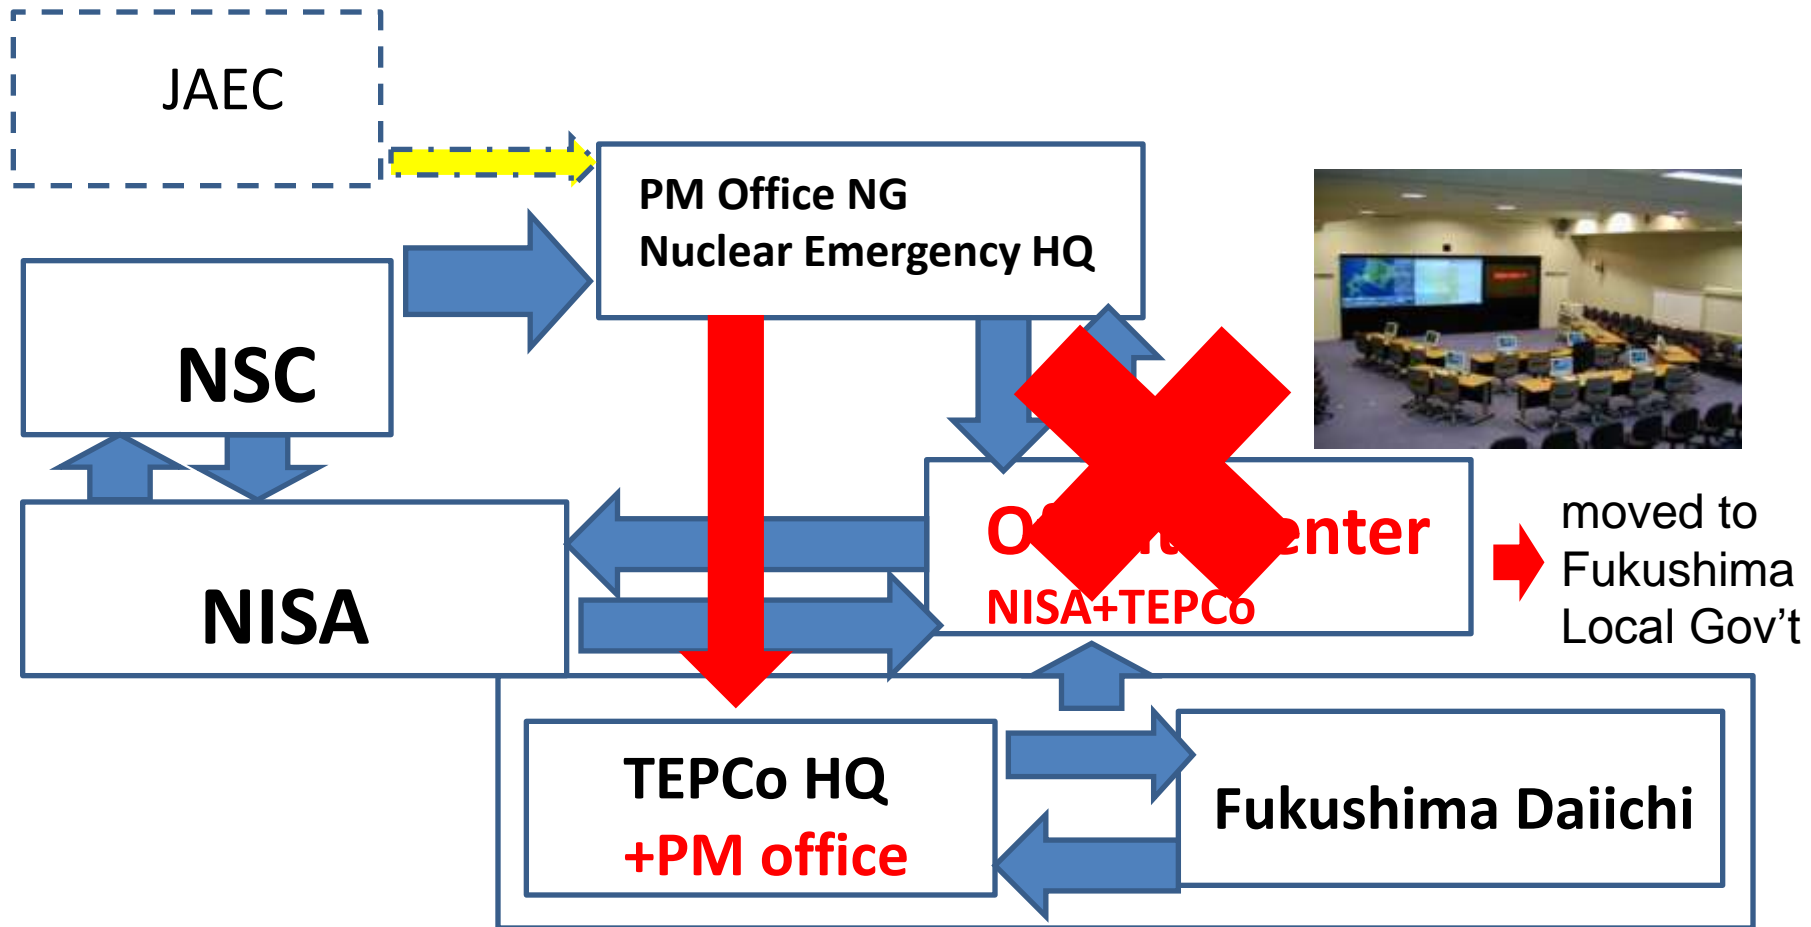 JAEC
PM Office NG
Nuclear Emergency HQ
NSC
enter
NISA+TEPCo
moved to
Fukushima
Local Gov’t
NISA
TEPCo HQ
+PM office
Fukushima Daiichi